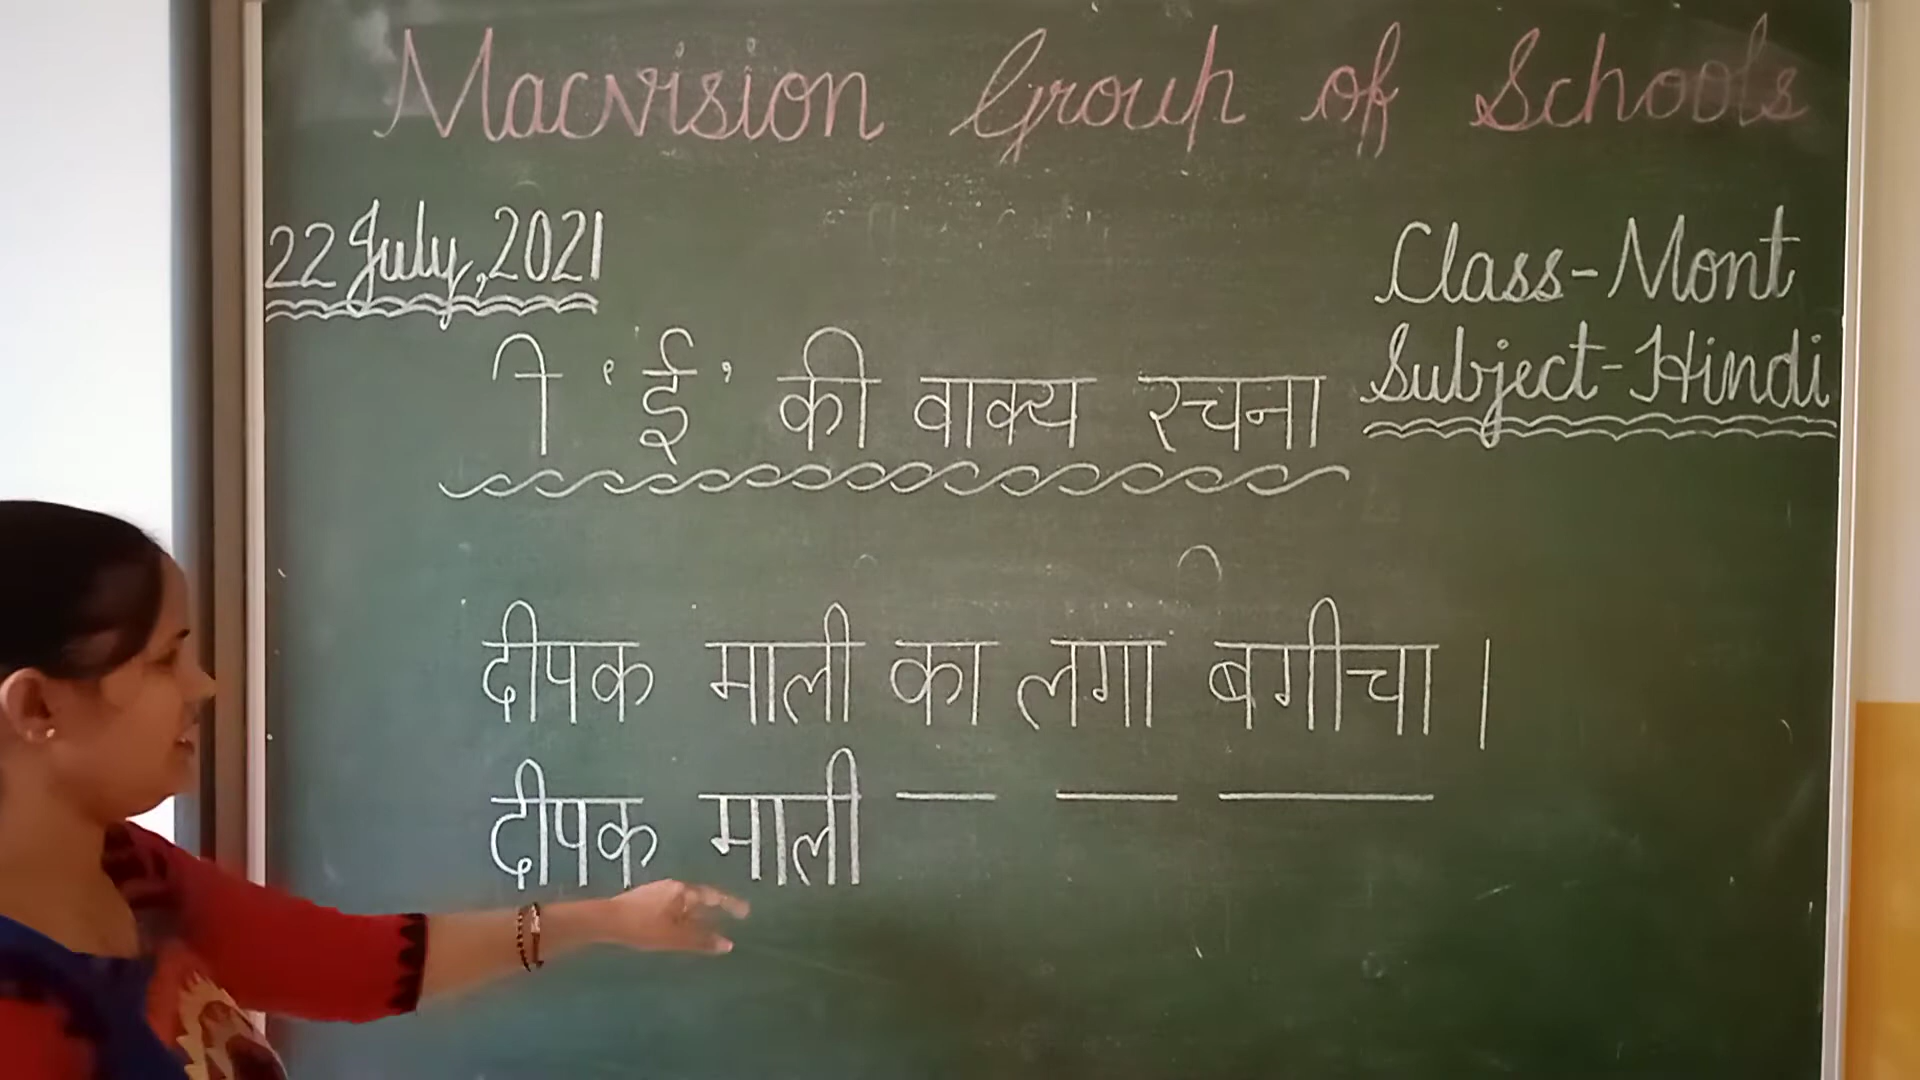 Macvision Group of Schools
22 July, 2021
Class-Mont
Subject-Hindi
ी 'ई' की वाक्य रचना
दीपक माली का लगा बगीचा।
दीपक माली — — —